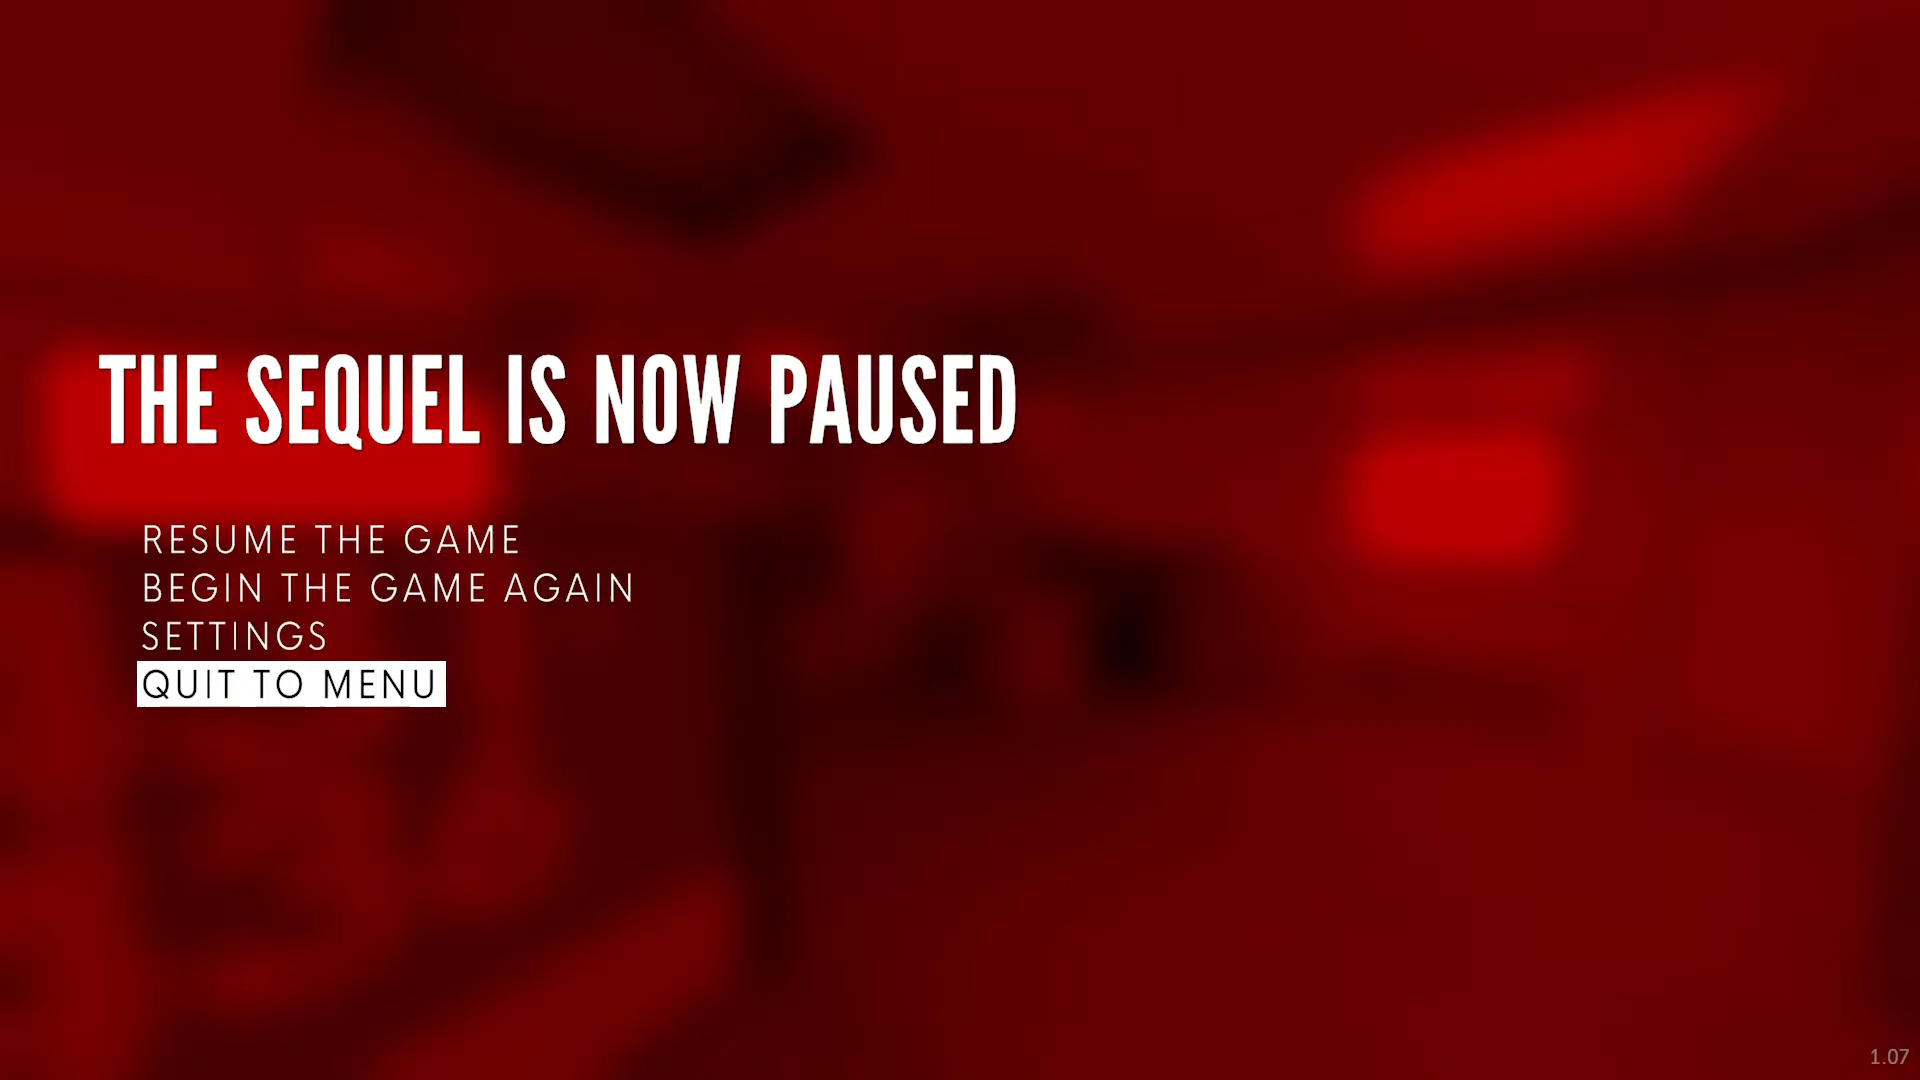 THE SEQUEL IS NOW PAUSED
RESUME THE GAME
BEGIN THE GAME AGAIN
SETTINGS
QUIT TO MENU
1.07